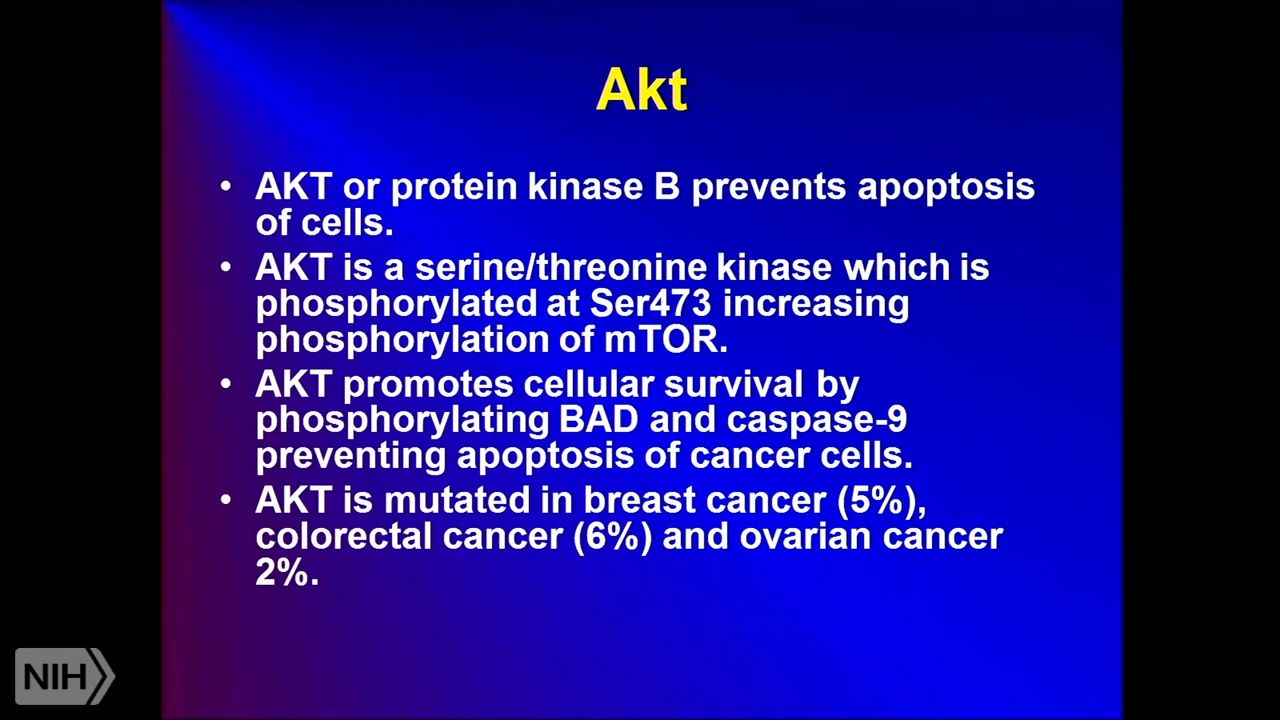 Akt
• AKT or protein kinase B prevents apoptosis
of cells.
• AKT is a serine/threonine kinase which is
phosphorylated at Ser473 increasing
phosphorylation of mTOR.
• AKT promotes cellular survival by
phosphorylating BAD and caspase-9
preventing apoptosis of cancer cells.
• AKT is mutated in breast cancer (5%),
colorectal cancer (6%) and ovarian cancer
2%.
NIH